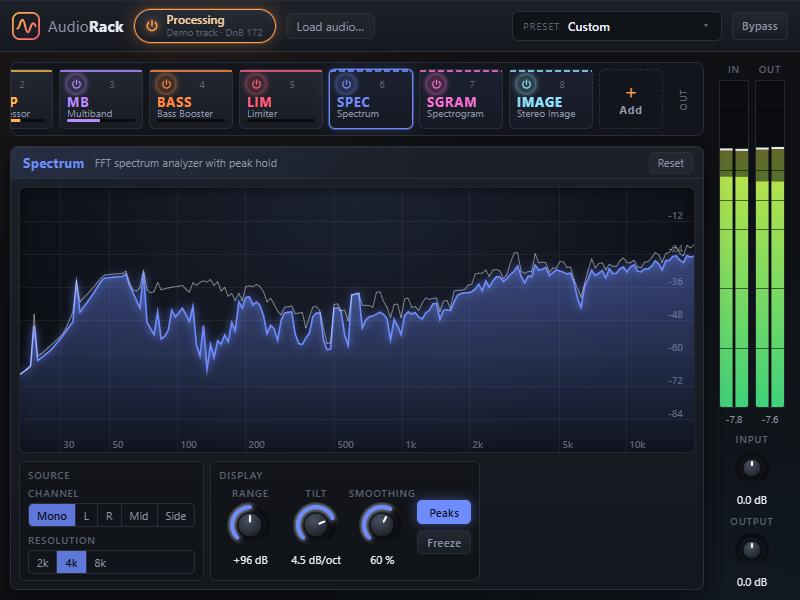 AudioRack
Processing
Demo track · DnB 172
Load audio...
PRESET Custom
Bypass
2
P
ssor
3
MB
Multiband
4
BASS
Bass Booster
5
LIM
Limiter
6
SPEC
Spectrum
7
SGRAM
Spectrogram
8
IMAGE
Stereo Image
+
Add
OUT
IN OUT
Spectrum FFT spectrum analyzer with peak hold
Reset
-12
-24
-36
-48
-60
-72
-84
30 50 100 200 500 1k 2k 5k 10k
-7.8 -7.6
INPUT
0.0 dB
OUTPUT
0.0 dB
SOURCE
CHANNEL
Mono L R Mid Side
RESOLUTION
2k 4k 8k
DISPLAY
RANGE TILT SMOOTHING
+96 dB 4.5 dB/oct 60 %
Peaks
Freeze